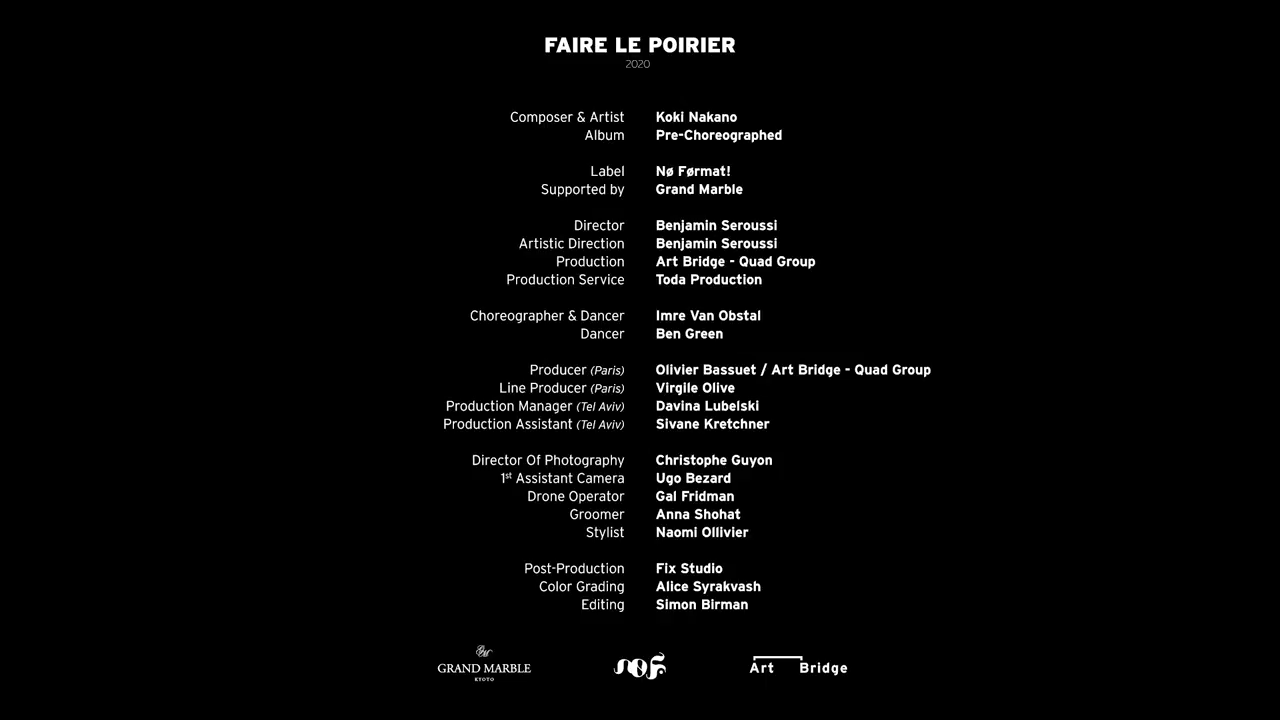 FAIRE LE POIRIER
2020
Composer & Artist Koki Nakano
Album Pre-Choreographed
Label Nø Førmat!
Supported by Grand Marble
Director Benjamin Seroussi
Artistic Direction Benjamin Seroussi
Production Art Bridge - Quad Group
Production Service Toda Production
Choreographer & Dancer Imre Van Obstal
Dancer Ben Green
Producer (Paris) Olivier Bassuet / Art Bridge - Quad Group
Line Producer (Paris) Virgile Olive
Production Manager (Tel Aviv) Davina Lubelski
Production Assistant (Tel Aviv) Sivane Kretchner
Director Of Photography Christophe Guyon
1st Assistant Camera Ugo Bezard
Drone Operator Gal Fridman
Groomer Anna Shohat
Stylist Naomi Ollivier
Post-Production Fix Studio
Color Grading Alice Syrakvash
Editing Simon Birman
GM
GRAND MARBLE
KYOTO
NØF.
Art Bridge